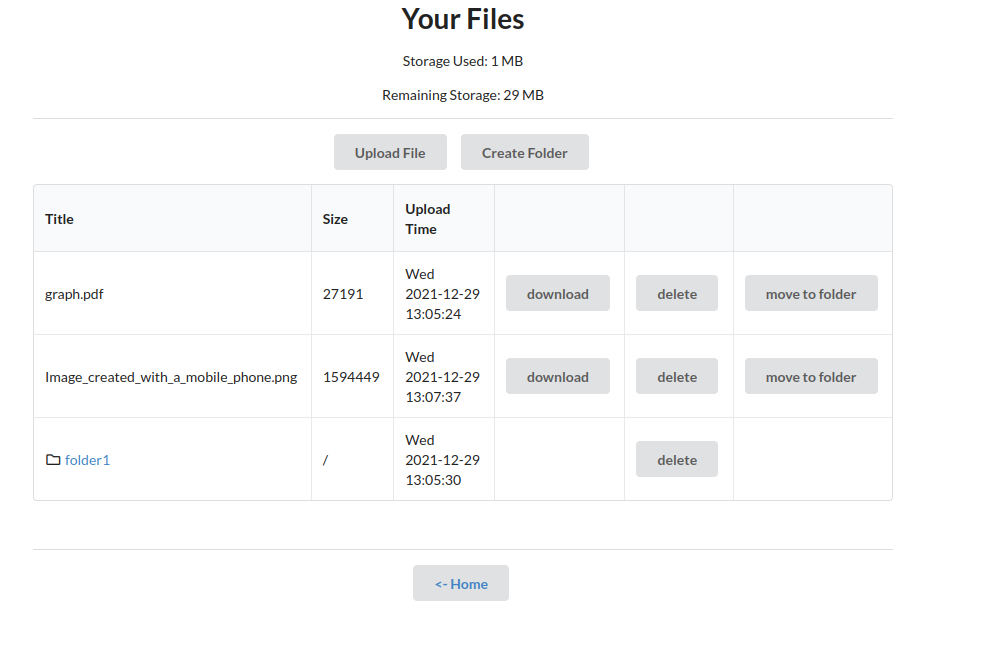 Your Files
Storage Used: 1 MB
Remaining Storage: 29 MB
Upload File Create Folder
Title Size Upload
Time
graph.pdf 27191 Wed
2021-12-29
13:05:24 download delete move to folder
Image_created_with_a_mobile_phone.png 1594449 Wed
2021-12-29
13:07:37 download delete move to folder
folder1 / Wed
2021-12-29
13:05:30 delete
<- Home